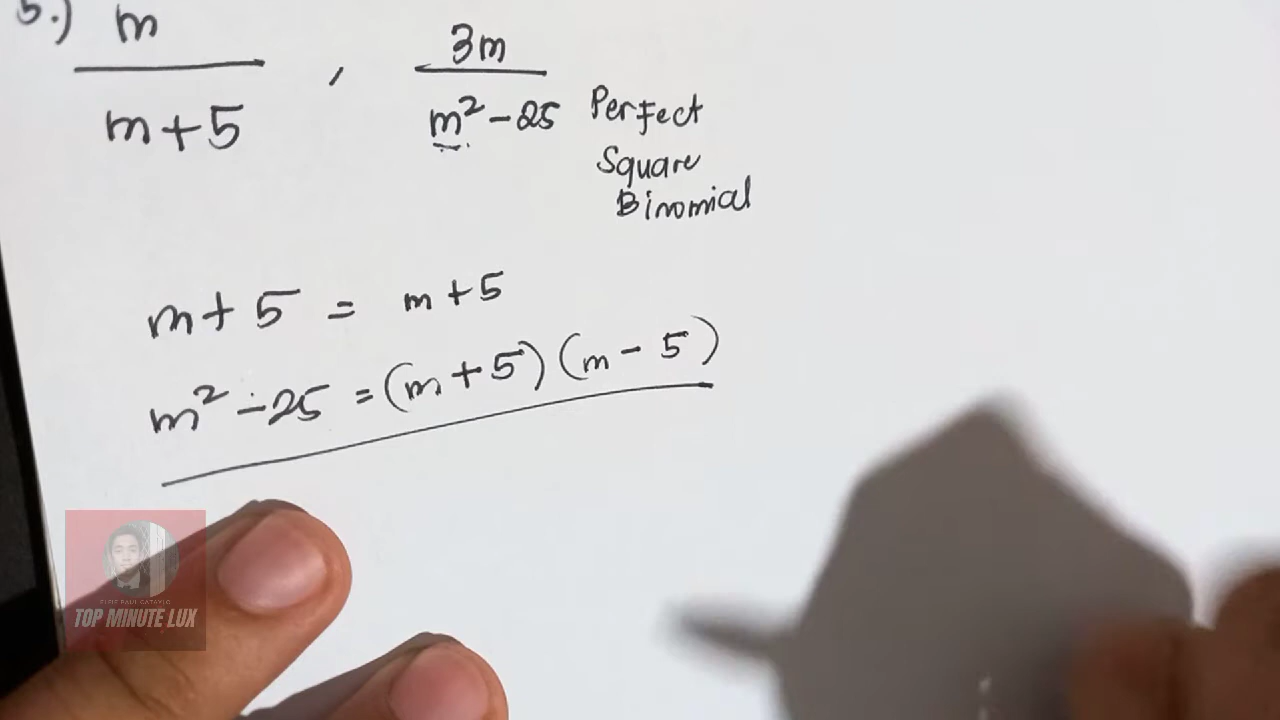 5.) m / m+5 , 3m / m²-25 Perfect
Square
Binomial
m+5 = m+5
m²-25 = (m+5)(m-5)
TOP MINUTE LUX